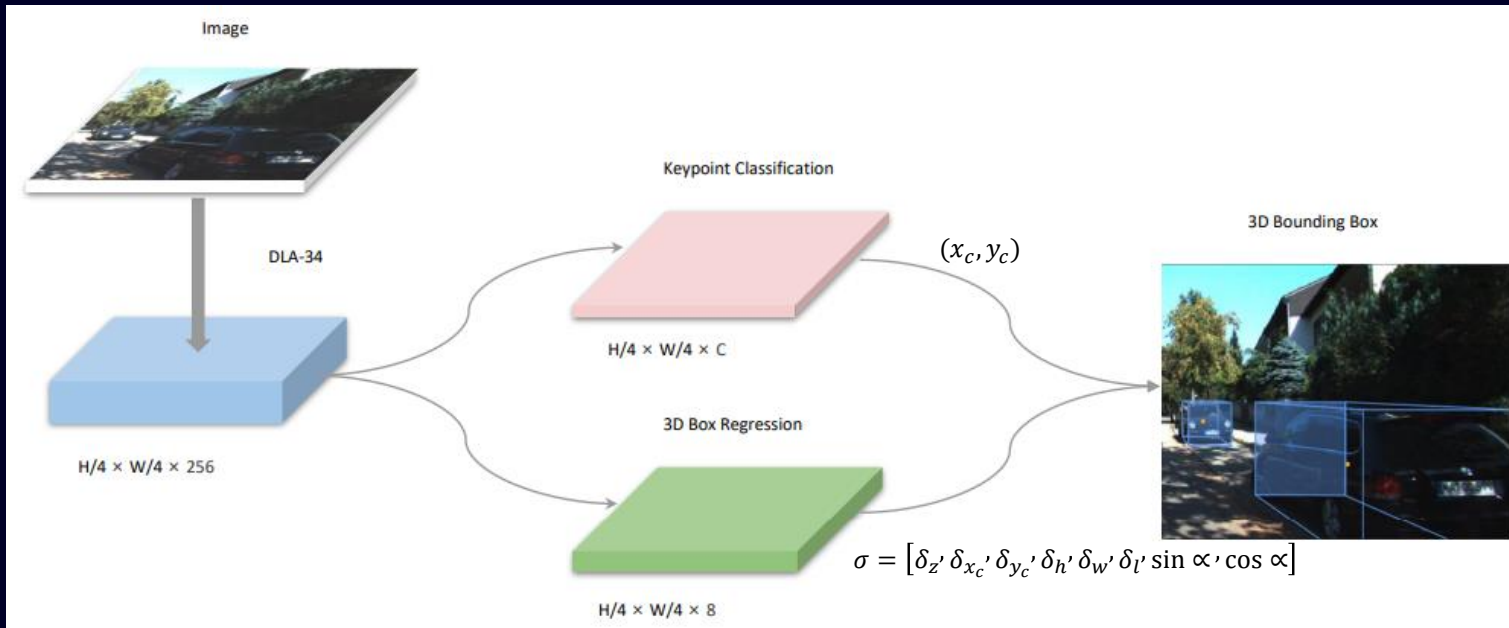 Image
DLA-34
H/4 × W/4 × 256
Keypoint Classification
H/4 × W/4 × C
(x_c, y_c)
3D Box Regression
H/4 × W/4 × 8
σ = [δ_z, δ_{x_c}, δ_{y_c}, δ_h, δ_w, δ_l, sin ∝, cos ∝]
3D Bounding Box